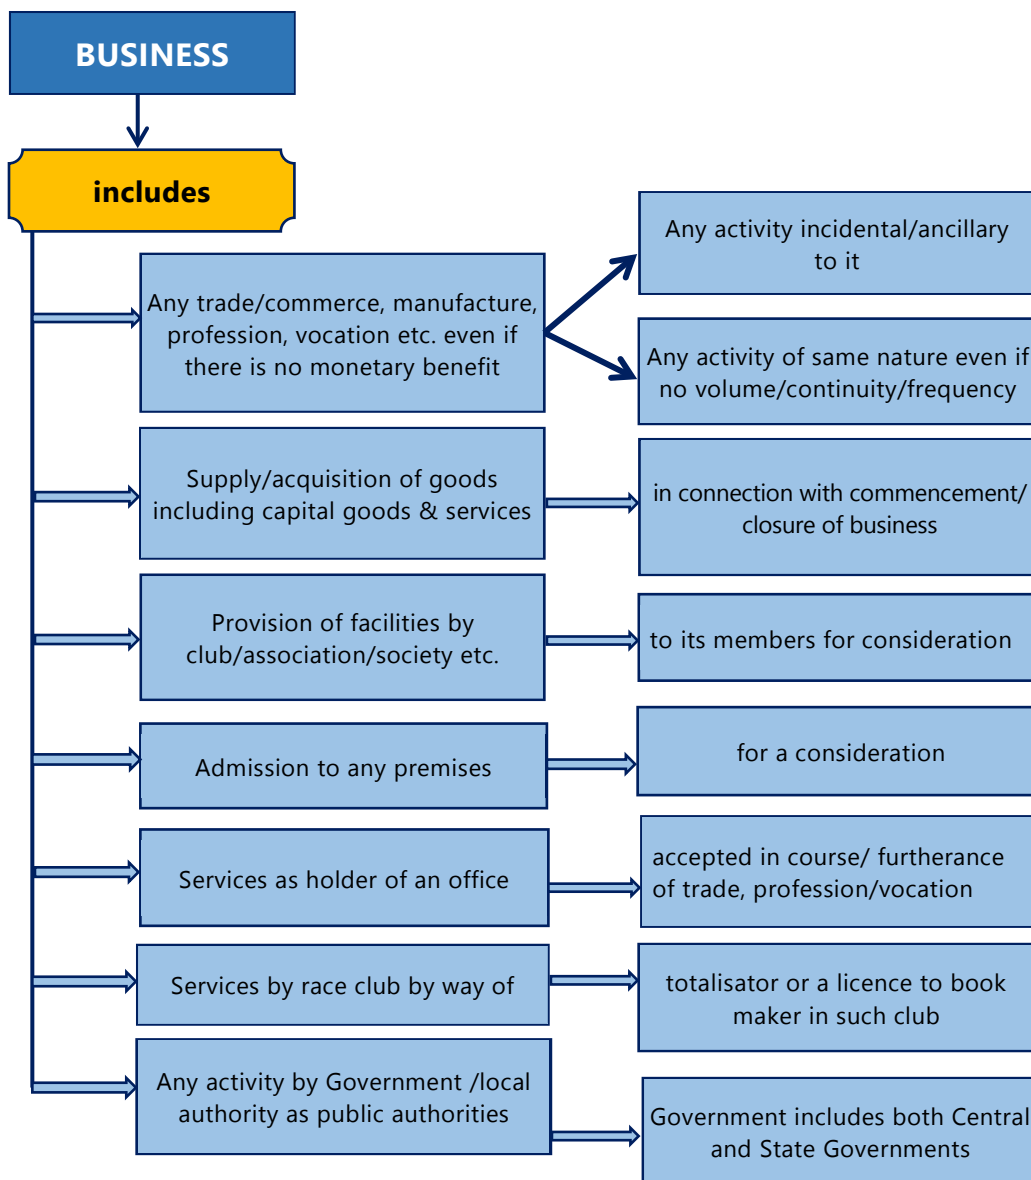 BUSINESS
includes
Any trade/commerce, manufacture,
profession, vocation etc. even if
there is no monetary benefit
Any activity incidental/ancillary
to it
Any activity of same nature even if
no volume/continuity/frequency
Supply/acquisition of goods
including capital goods & services
in connection with commencement/
closure of business
Provision of facilities by
club/association/society etc.
to its members for consideration
Admission to any premises
for a consideration
Services as holder of an office
accepted in course/ furtherance
of trade, profession/vocation
Services by race club by way of
totalisator or a licence to book
maker in such club
Any activity by Government /local
authority as public authorities
Government includes both Central
and State Governments